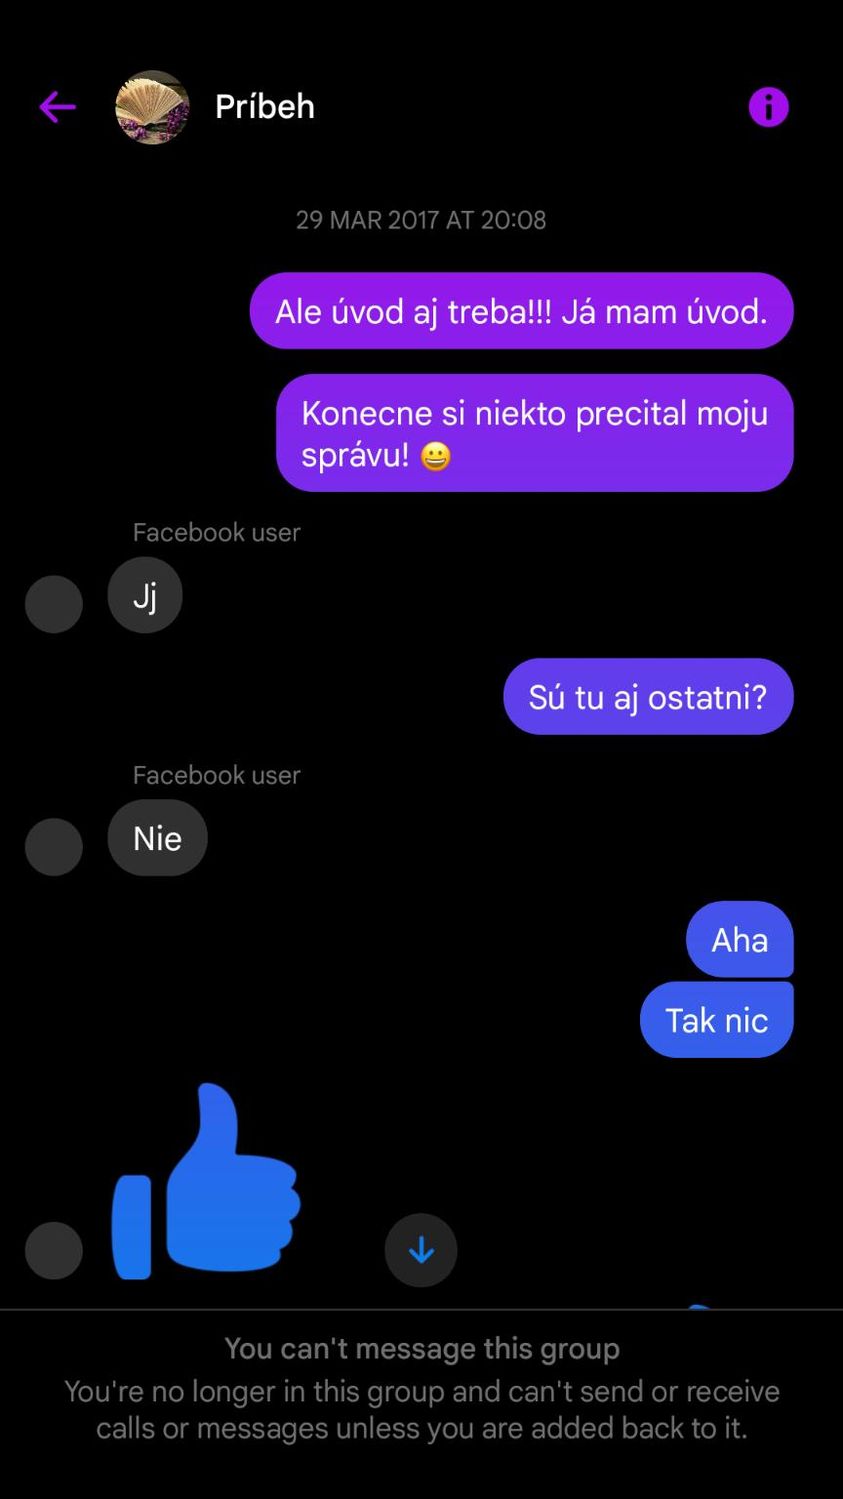 Príbeh
29 MAR 2017 AT 20:08
Ale úvod aj treba!!! Já mam úvod.
Konecne si niekto precital moju
správu! 😀
Facebook user
Jj
Sú tu aj ostatni?
Facebook user
Nie
Aha
Tak nic
You can't message this group
You're no longer in this group and can't send or receive
calls or messages unless you are added back to it.